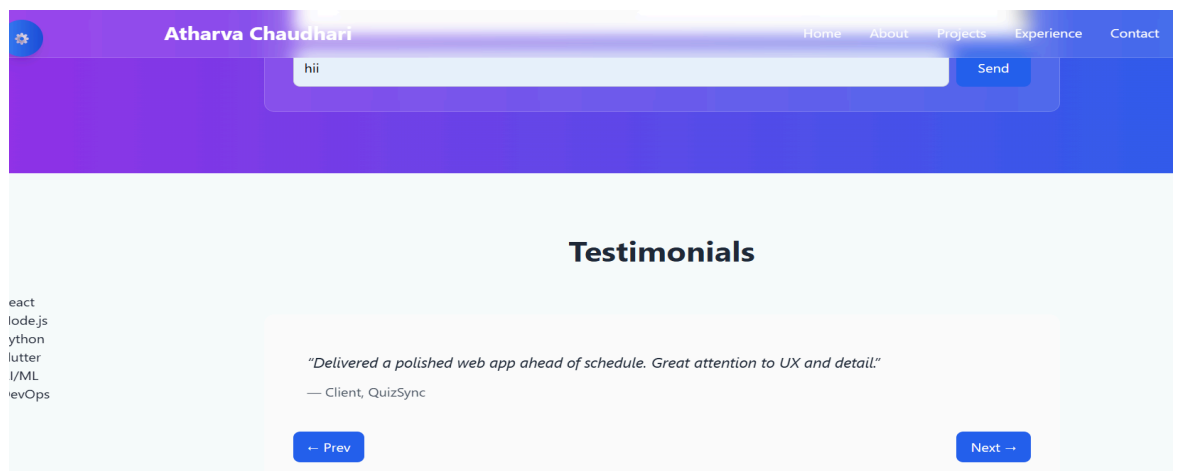 Atharva Chaudhari
Home About Projects Experience Contact
hii
Send
Testimonials
eact
ode.js
ython
lutter
I/ML
evOps
“Delivered a polished web app ahead of schedule. Great attention to UX and detail.”
— Client, QuizSync
← Prev
Next →